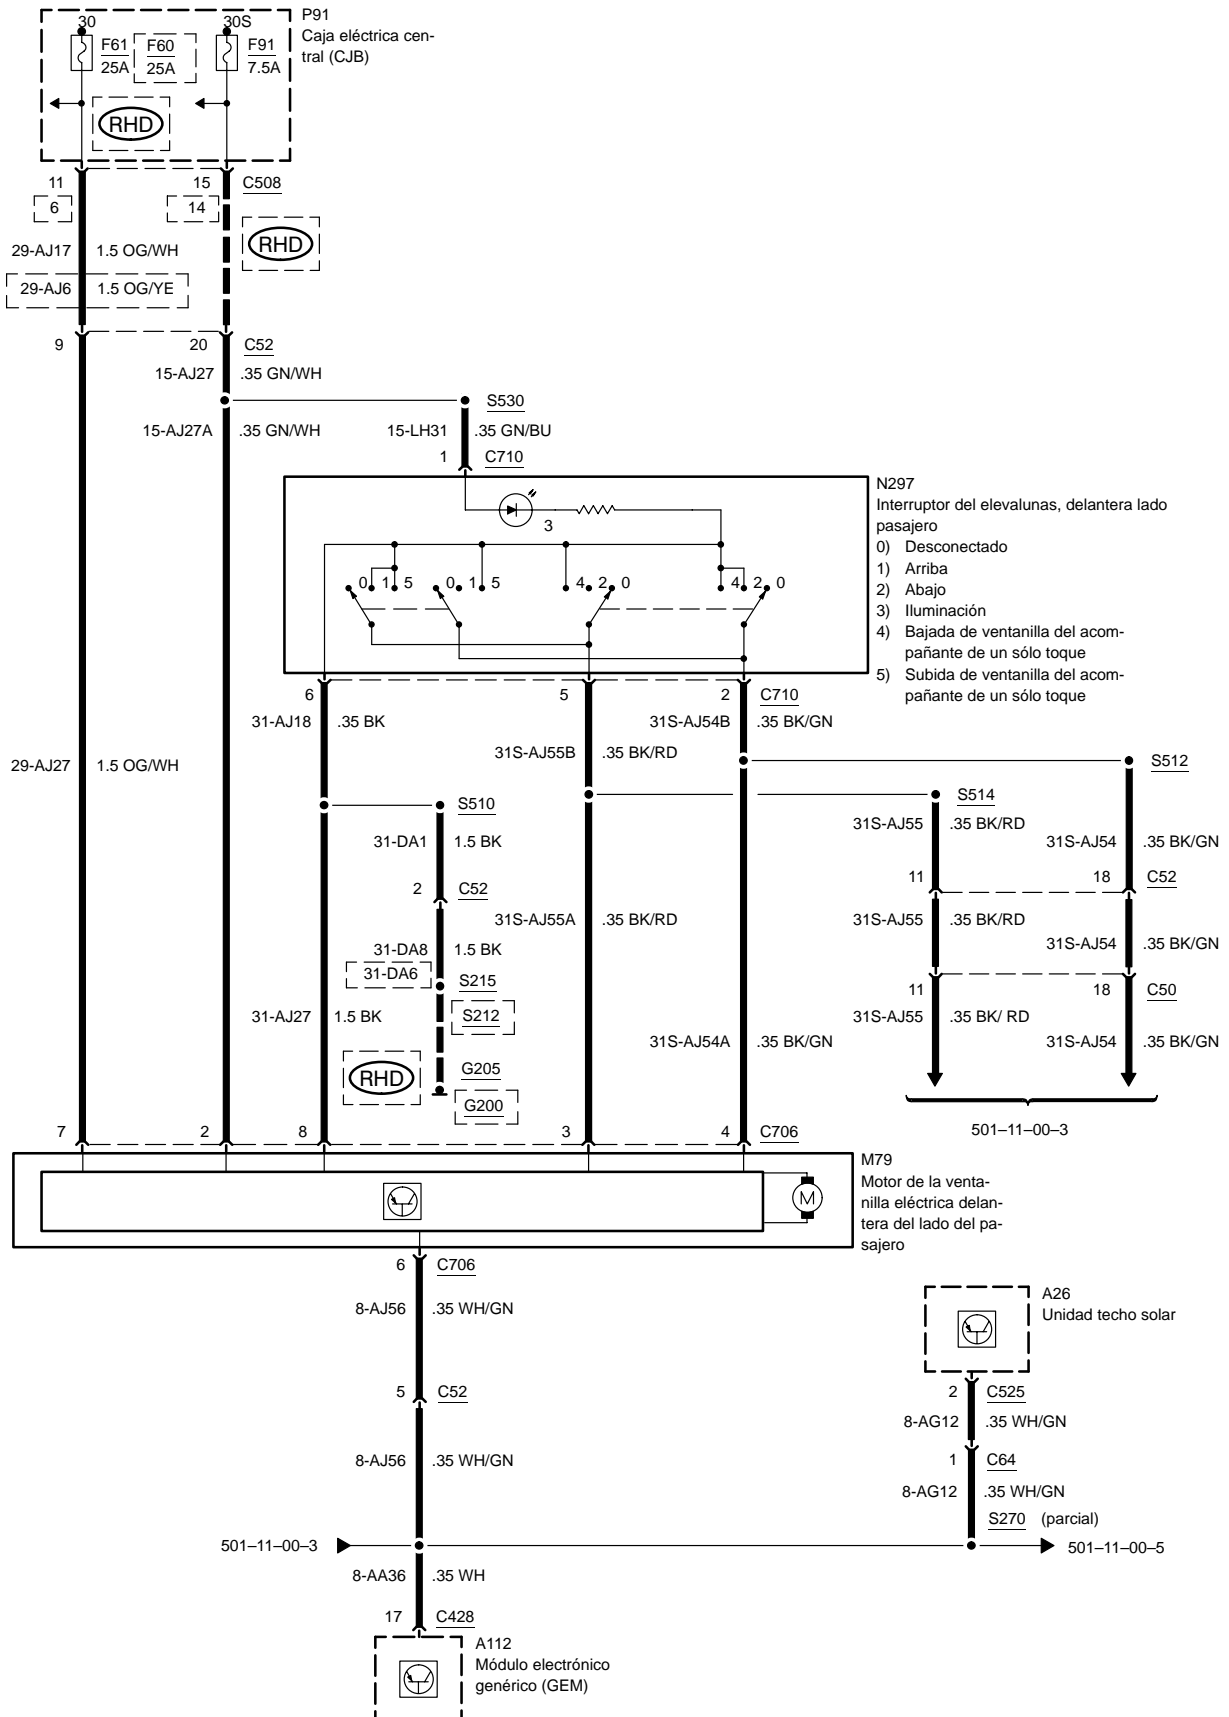 30
30S
P91
Caja eléctrica cen-
tral (CJB)
F61
25A
F60
25A
F91
7.5A
RHD
11
15
C508
6
14
RHD
29-AJ17
1.5 OG/WH
29-AJ6
1.5 OG/YE
9
20
C52
15-AJ27
.35 GN/WH
S530
15-AJ27A
.35 GN/WH
15-LH31
.35 GN/BU
1
C710
N297
Interruptor del elevalunas, delantera lado
pasajero
0) Desconectado
1) Arriba
2) Abajo
3) Iluminación
4) Bajada de ventanilla del acom-
pañante de un sólo toque
5) Subida de ventanilla del acom-
pañante de un sólo toque
3
0 1 5
0 1 5
4 2 0
4 2 0
6
5
2
C710
31-AJ18
.35 BK
31S-AJ54B
.35 BK/GN
31S-AJ55B
.35 BK/RD
29-AJ27
1.5 OG/WH
S512
S510
S514
31-DA1
1.5 BK
31S-AJ55
.35 BK/RD
31S-AJ54
.35 BK/GN
2
C52
11
18
C52
31S-AJ55A
.35 BK/RD
31S-AJ55
.35 BK/RD
31-DA8
1.5 BK
31S-AJ54
.35 BK/GN
31-DA6
S215
11
18
C50
31-AJ27
1.5 BK
S212
31S-AJ55
.35 BK/ RD
31S-AJ54A
.35 BK/GN
31S-AJ54
.35 BK/GN
RHD
G205
G200
7
2
8
3
4
C706
501–11–00–3
M79
Motor de la venta-
nilla eléctrica delan-
tera del lado del pa-
sajero
M
6
C706
8-AJ56
.35 WH/GN
A26
Unidad techo solar
5
C52
2
C525
8-AG12
.35 WH/GN
8-AJ56
.35 WH/GN
1
C64
8-AG12
.35 WH/GN
S270 (parcial)
501–11–00–3
501–11–00–5
8-AA36
.35 WH
17
C428
A112
Módulo electrónico
genérico (GEM)